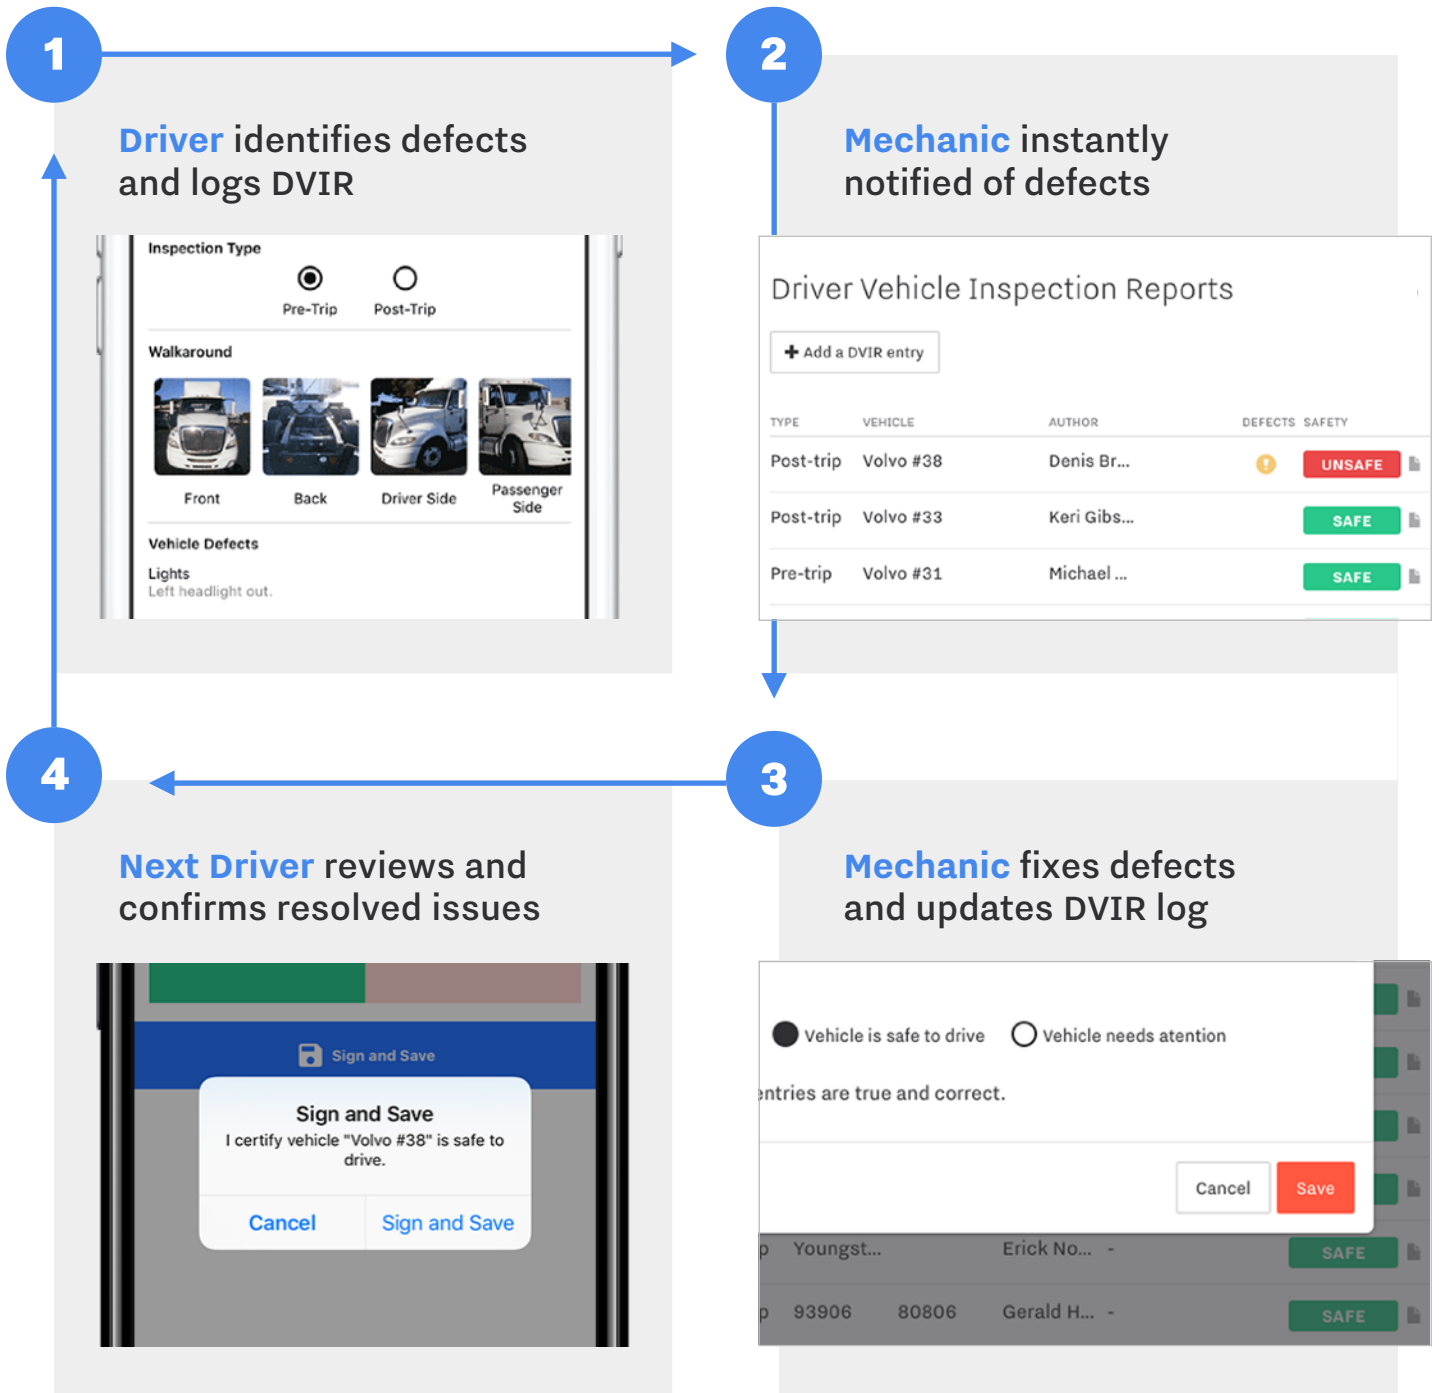 1
Driver identifies defects
and logs DVIR
Inspection Type
Pre-Trip Post-Trip
Walkaround
Front Back Driver Side Passenger
Side
Vehicle Defects
Lights
Left headlight out.
2
Mechanic instantly
notified of defects
Driver Vehicle Inspection Reports
+ Add a DVIR entry
TYPE VEHICLE AUTHOR DEFECTS SAFETY
Post-trip Volvo #38 Denis Br... ! UNSAFE
Post-trip Volvo #33 Keri Gibs... SAFE
Pre-trip Volvo #31 Michael ... SAFE
3
Mechanic fixes defects
and updates DVIR log
Vehicle is safe to drive Vehicle needs atention
entries are true and correct.
Cancel Save
p Youngst... Erick No... - SAFE
p 93906 80806 Gerald H... - SAFE
4
Next Driver reviews and
confirms resolved issues
Sign and Save
Sign and Save
I certify vehicle "Volvo #38" is safe to
drive.
Cancel Sign and Save